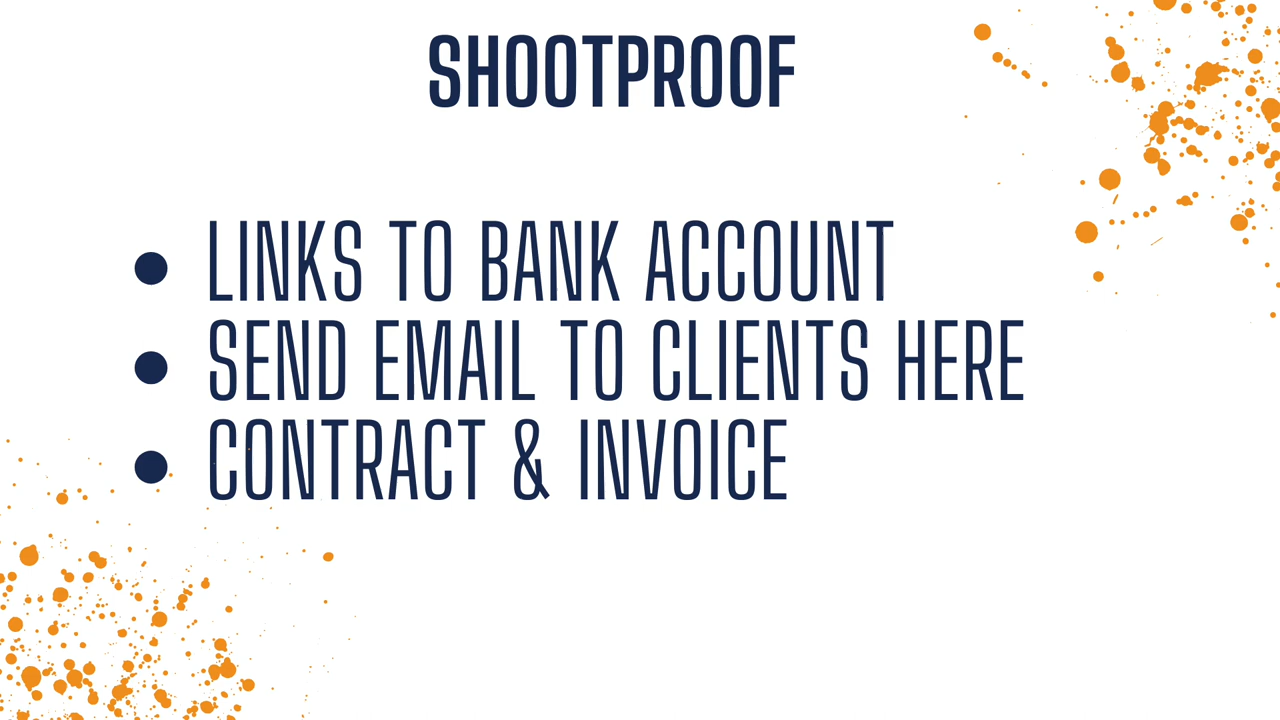 SHOOTPROOF
• LINKS TO BANK ACCOUNT
• SEND EMAIL TO CLIENTS HERE
• CONTRACT & INVOICE